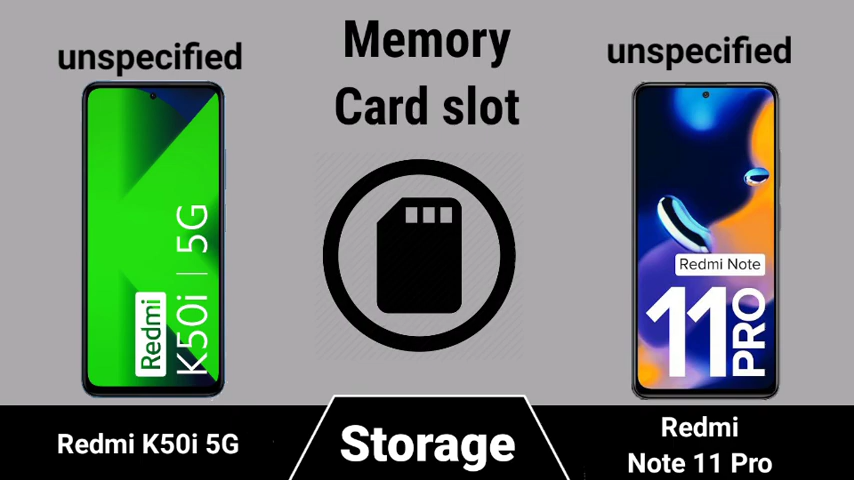 unspecified
Memory
Card slot
unspecified
Redmi
K50i | 5G
Redmi Note
11 PRO
Redmi K50i 5G
Storage
Redmi
Note 11 Pro